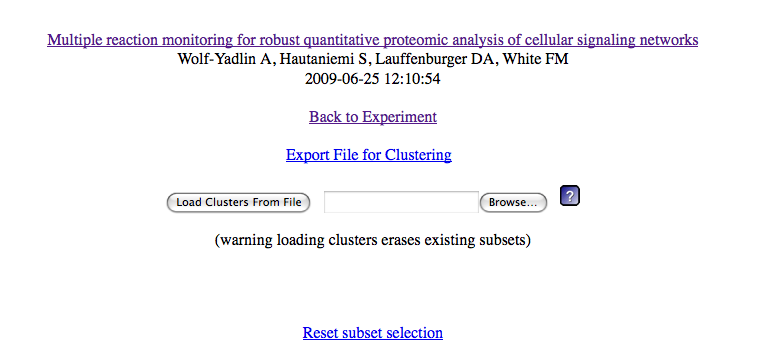 Multiple reaction monitoring for robust quantitative proteomic analysis of cellular signaling networks
Wolf-Yadlin A, Hautaniemi S, Lauffenburger DA, White FM
2009-06-25 12:10:54
Back to Experiment
Export File for Clustering
Load Clusters From File Browse... ?
(warning loading clusters erases existing subsets)
Reset subset selection